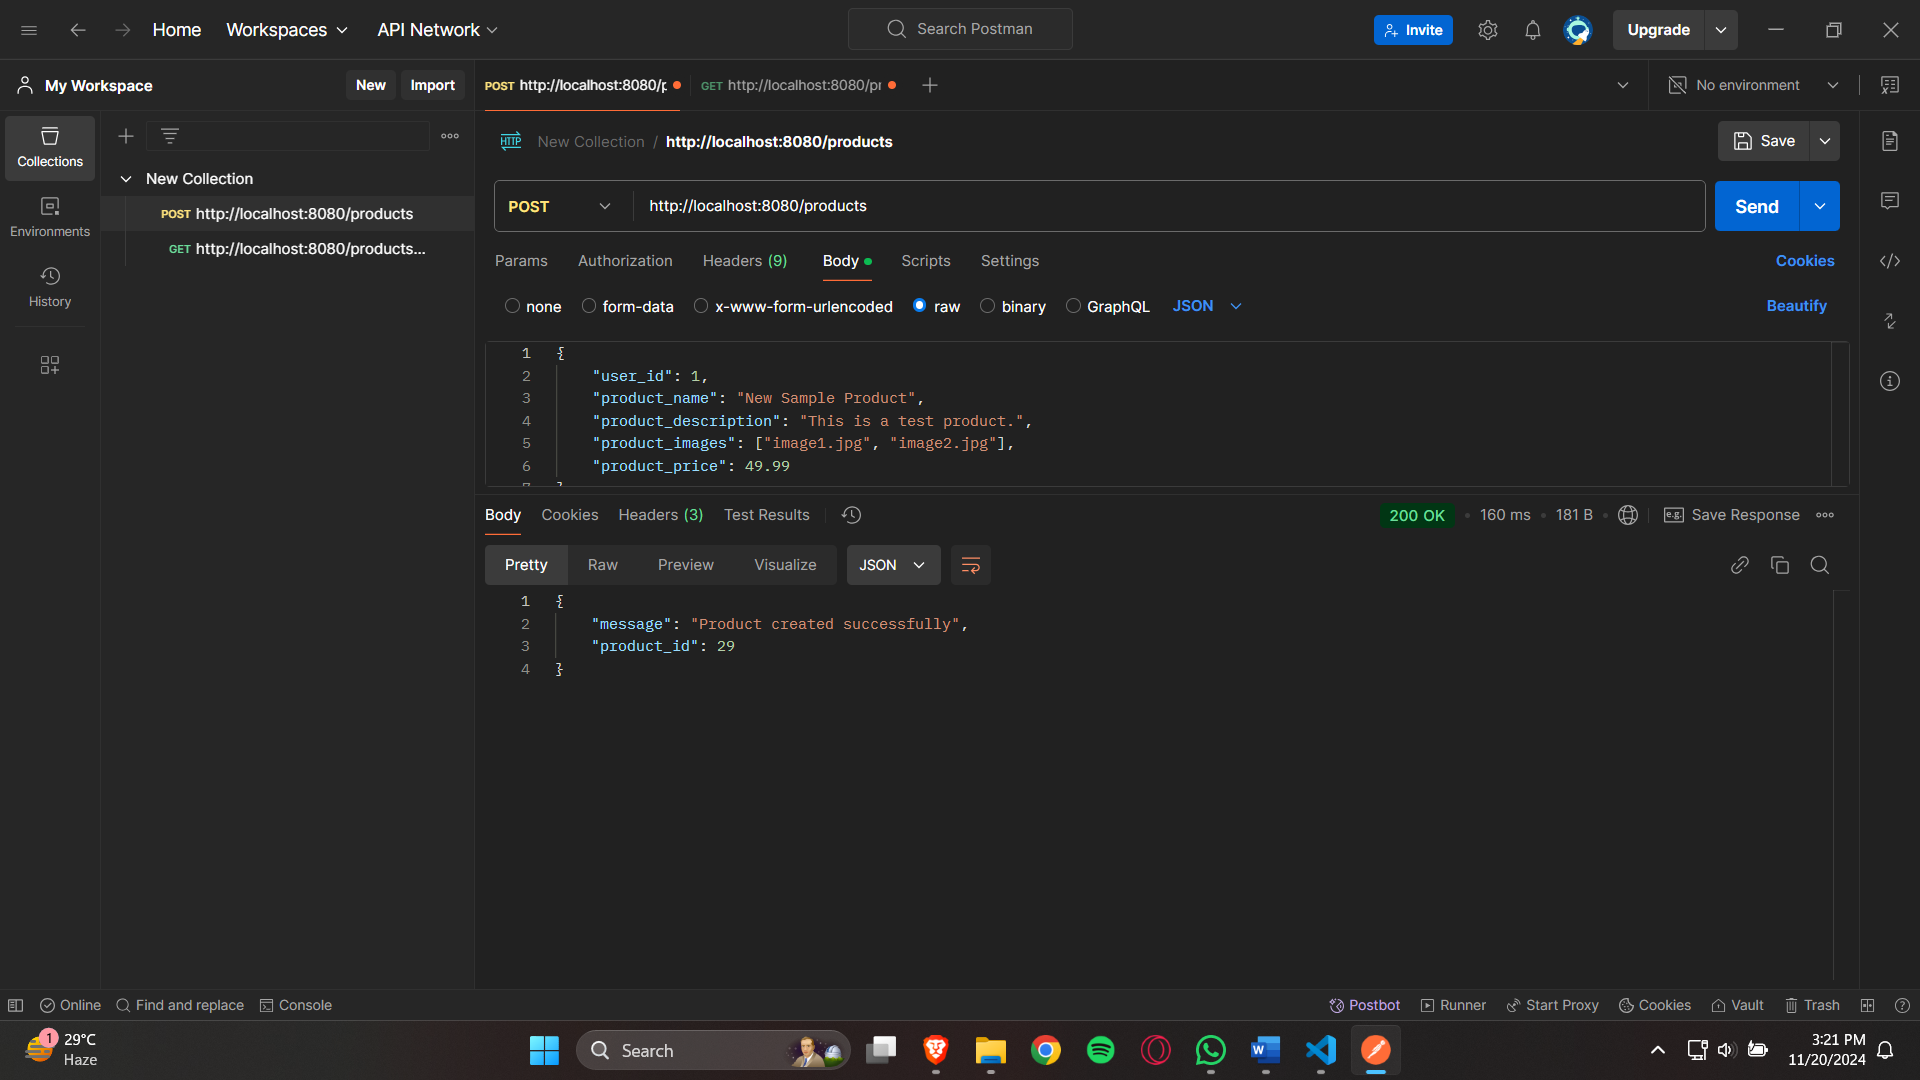 Home Workspaces API Network Search Postman Invite Upgrade
My Workspace New Import POST http://localhost:8080/p GET http://localhost:8080/pr No environment
Collections
Environments
History
New Collection
POST http://localhost:8080/products
GET http://localhost:8080/products...
HTTP New Collection / http://localhost:8080/products Save
POST http://localhost:8080/products Send
Params Authorization Headers (9) Body Scripts Settings Cookies
none form-data x-www-form-urlencoded raw binary GraphQL JSON Beautify
1 {
2 "user_id": 1,
3 "product_name": "New Sample Product",
4 "product_description": "This is a test product.",
5 "product_images": ["image1.jpg", "image2.jpg"],
6 "product_price": 49.99
7 }
Body Cookies Headers (3) Test Results 200 OK 160 ms 181 B e.g. Save Response
Pretty Raw Preview Visualize JSON
1 {
2 "message": "Product created successfully",
3 "product_id": 29
4 }
Online Find and replace Console Postbot Runner Start Proxy Cookies Vault Trash
1 29°C
Haze
Search
3:21 PM
11/20/2024